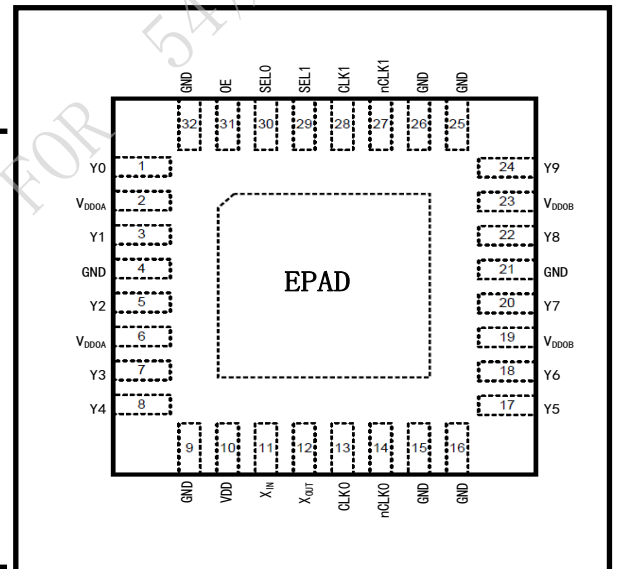 FOR 547
GND OE SEL0 SEL1 CLK1 nCLK1 GND GND
32 31 30 29 28 27 26 25
Y0 1 24 Y9
VDDOA 2 23 VDDOB
Y1 3 22 Y8
GND 4 21 GND
EPAD
Y2 5 20 Y7
VDDOA 6 19 VDDOB
Y3 7 18 Y6
Y4 8 17 Y5
9 10 11 12 13 14 15 16
GND VDD XIN XOUT CLK0 nCLK0 GND GND